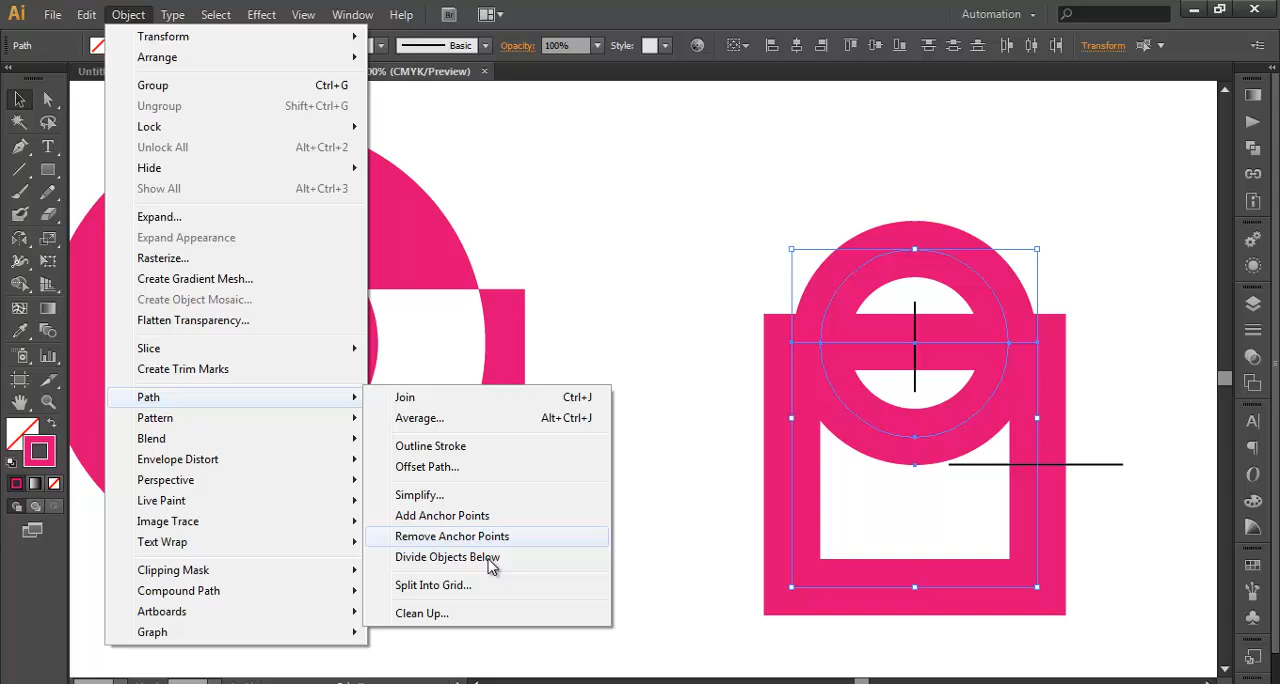 Ai File Edit Object Type Select Effect View Window Help Br Automation
Path Basic Opacity: 100% Style: Transform
00% (CMYK/Preview) ×
Transform
Arrange
Group Ctrl+G
Ungroup Shift+Ctrl+G
Lock
Unlock All Alt+Ctrl+2
Hide
Show All Alt+Ctrl+3
Expand...
Expand Appearance
Rasterize...
Create Gradient Mesh...
Create Object Mosaic...
Flatten Transparency...
Slice
Create Trim Marks
Path
Pattern
Blend
Envelope Distort
Perspective
Live Paint
Image Trace
Text Wrap
Clipping Mask
Compound Path
Artboards
Graph
Join Ctrl+J
Average... Alt+Ctrl+J
Outline Stroke
Offset Path...
Simplify...
Add Anchor Points
Remove Anchor Points
Divide Objects Below
Split Into Grid...
Clean Up...